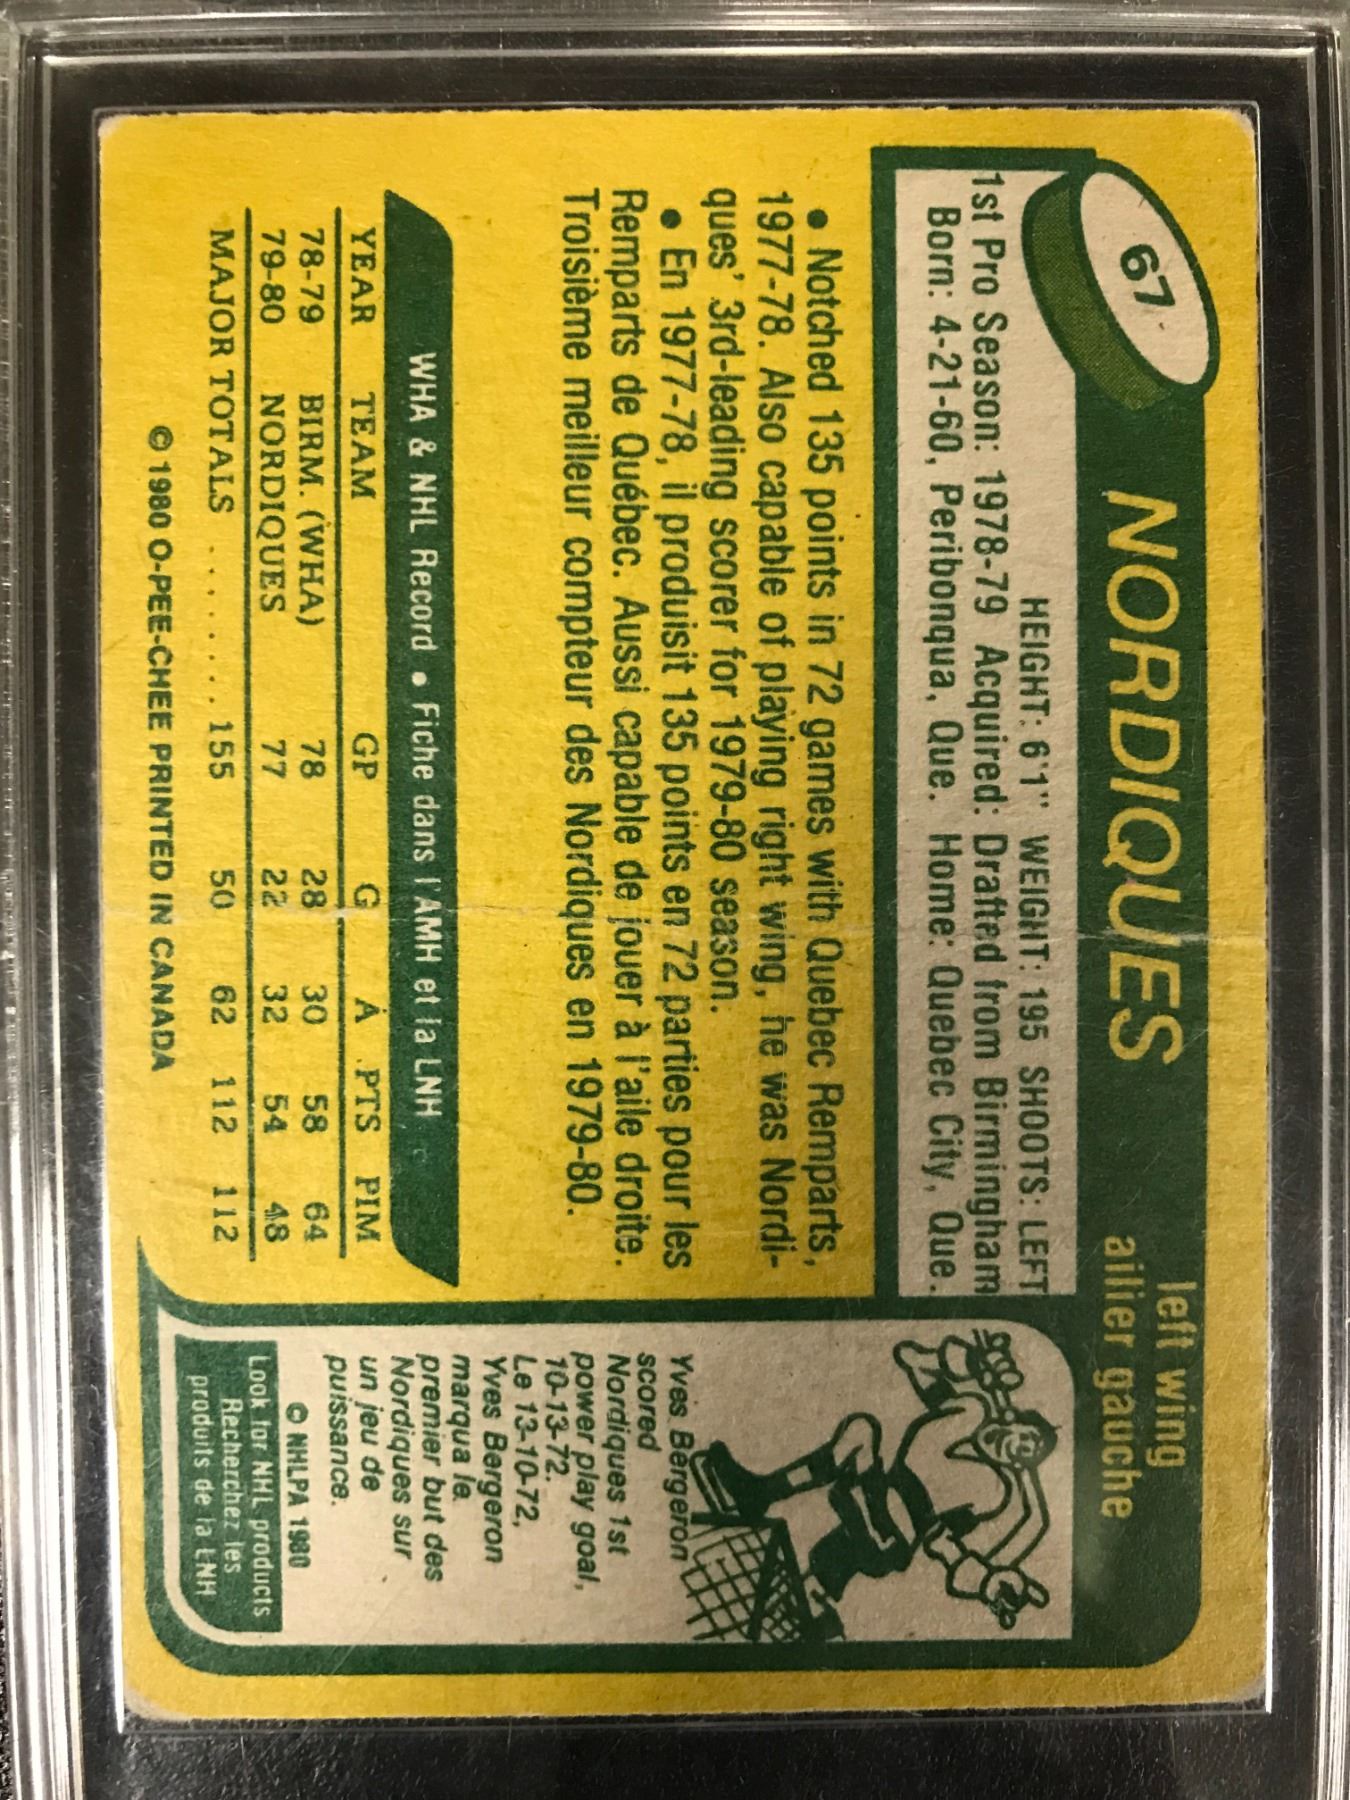 67
NORDIQUES
left wing
ailier gauche
HEIGHT: 6'1" WEIGHT: 195 SHOOTS: LEFT
1st Pro Season: 1978-79 Acquired: Drafted from Birmingham
Born: 4-21-60, Peribonqua, Que. Home: Quebec City, Que.
• Notched 135 points in 72 games with Quebec Remparts,
1977-78. Also capable of playing right wing, he was Nordi-
ques' 3rd-leading scorer for 1979-80 season.
• En 1977-78, il produisit 135 points en 72 parties pour les
Remparts de Québec. Aussi capable de jouer à l'aile droite.
Troisième meilleur compteur des Nordiques en 1979-80.
WHA & NHL Record • Fiche dans l'AMH et la LNH
YEAR TEAM GP G A PTS PIM
78-79 BIRM. (WHA) 78 28 30 58 64
79-80 NORDIQUES 77 22 32 54 48
MAJOR TOTALS ........ 155 50 62 112 112
© 1980 O-PEE-CHEE PRINTED IN CANADA
Yves Bergeron
scored
Nordiques 1st
power play goal,
10-13-72.
Le 13-10-72,
Yves Bergeron
marqua le
premier but des
Nordiques sur
un jeu de
puissance.
© NHLPA 1980
Look for NHL products
Recherchez les
produits de la LNH